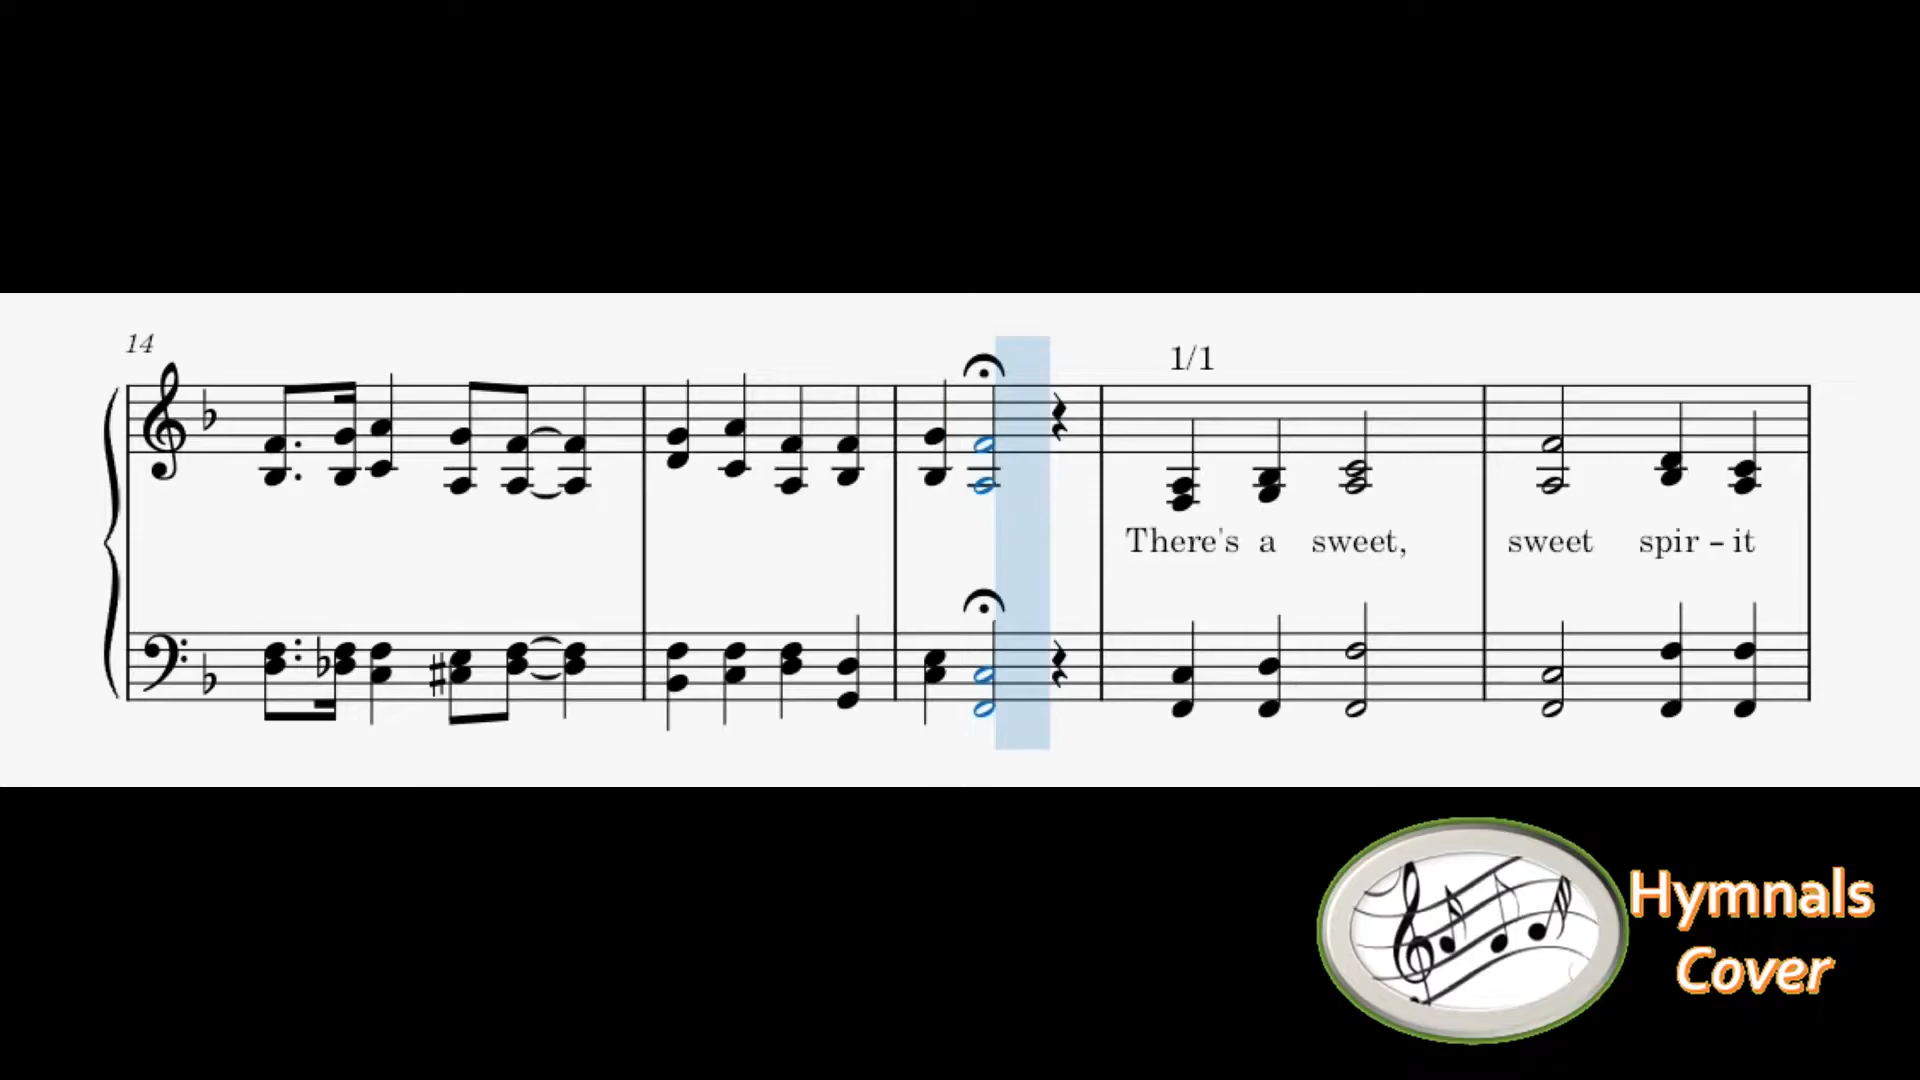 14
1/1
There's a sweet, sweet spir - it
Hymnals
Cover